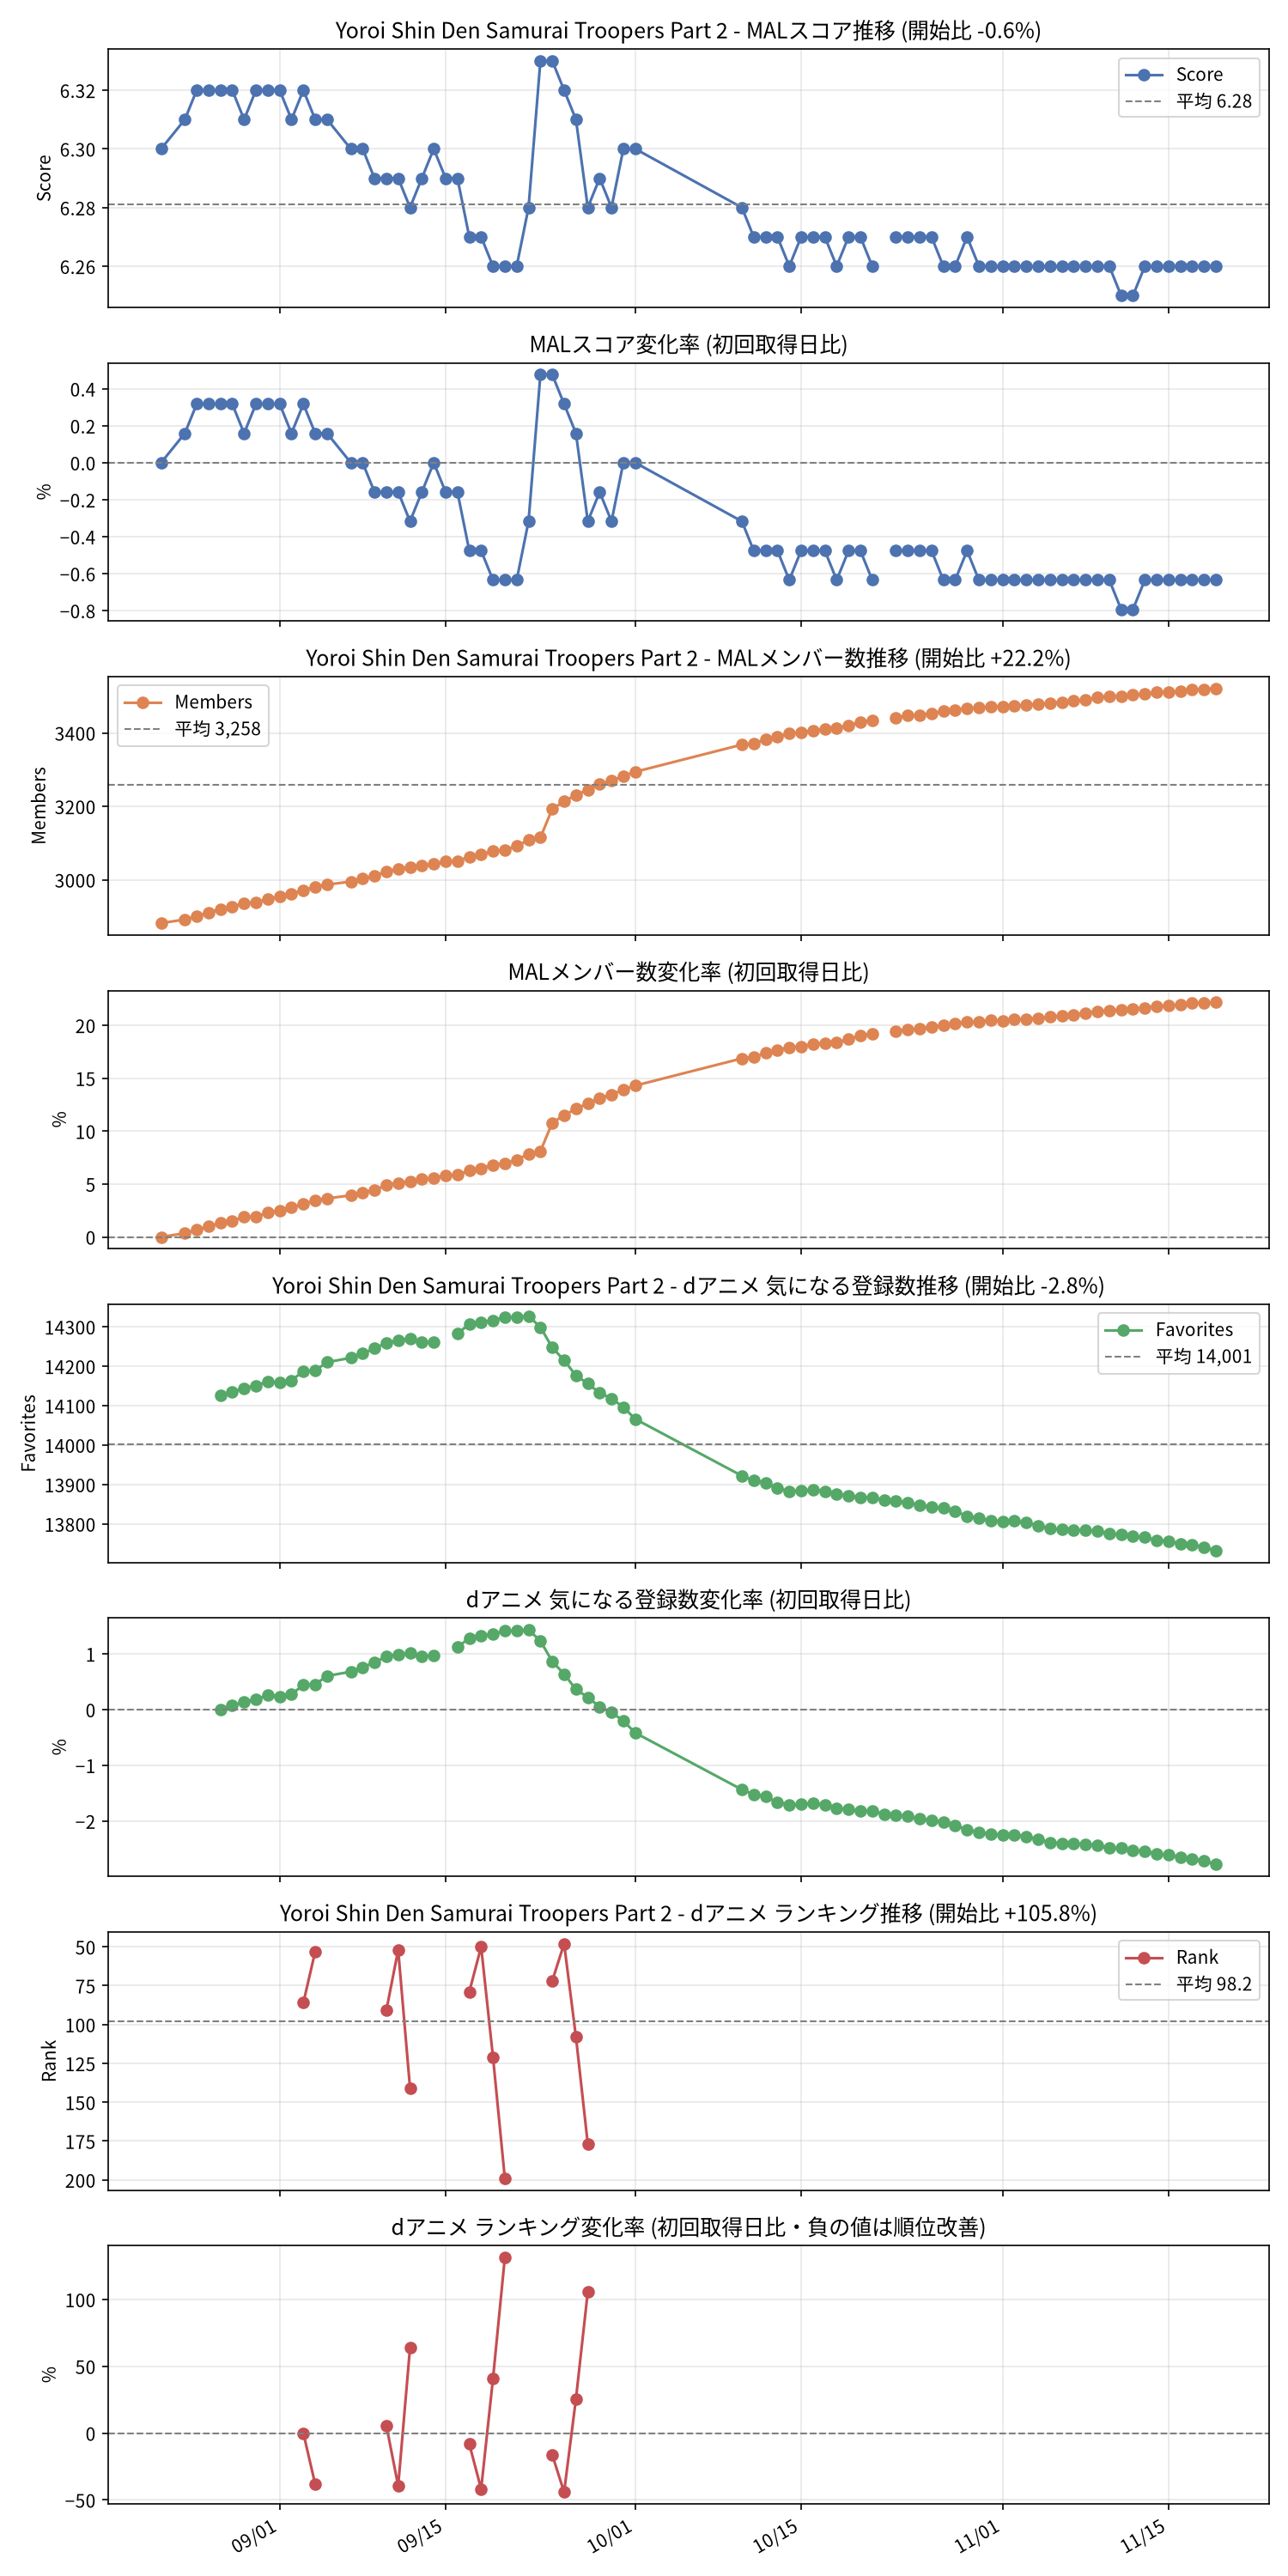 Yoroi Shin Den Samurai Troopers Part 2 - MALスコア推移 (開始比 -0.6%)
Score
6.32
6.30
6.28
6.26
Score
平均 6.28
MALスコア変化率 (初回取得日比)
%
0.4
0.2
0.0
−0.2
−0.4
−0.6
−0.8
Yoroi Shin Den Samurai Troopers Part 2 - MALメンバー数推移 (開始比 +22.2%)
Members
3400
3200
3000
Members
平均 3,258
MALメンバー数変化率 (初回取得日比)
%
20
15
10
5
0
Yoroi Shin Den Samurai Troopers Part 2 - dアニメ 気になる登録数推移 (開始比 -2.8%)
Favorites
14300
14200
14100
14000
13900
13800
Favorites
平均 14,001
dアニメ 気になる登録数変化率 (初回取得日比)
%
1
0
−1
−2
Yoroi Shin Den Samurai Troopers Part 2 - dアニメ ランキング推移 (開始比 +105.8%)
Rank
50
75
100
125
150
175
200
Rank
平均 98.2
dアニメ ランキング変化率 (初回取得日比・負の値は順位改善)
%
100
50
0
−50
09/01
09/15
10/01
10/15
11/01
11/15